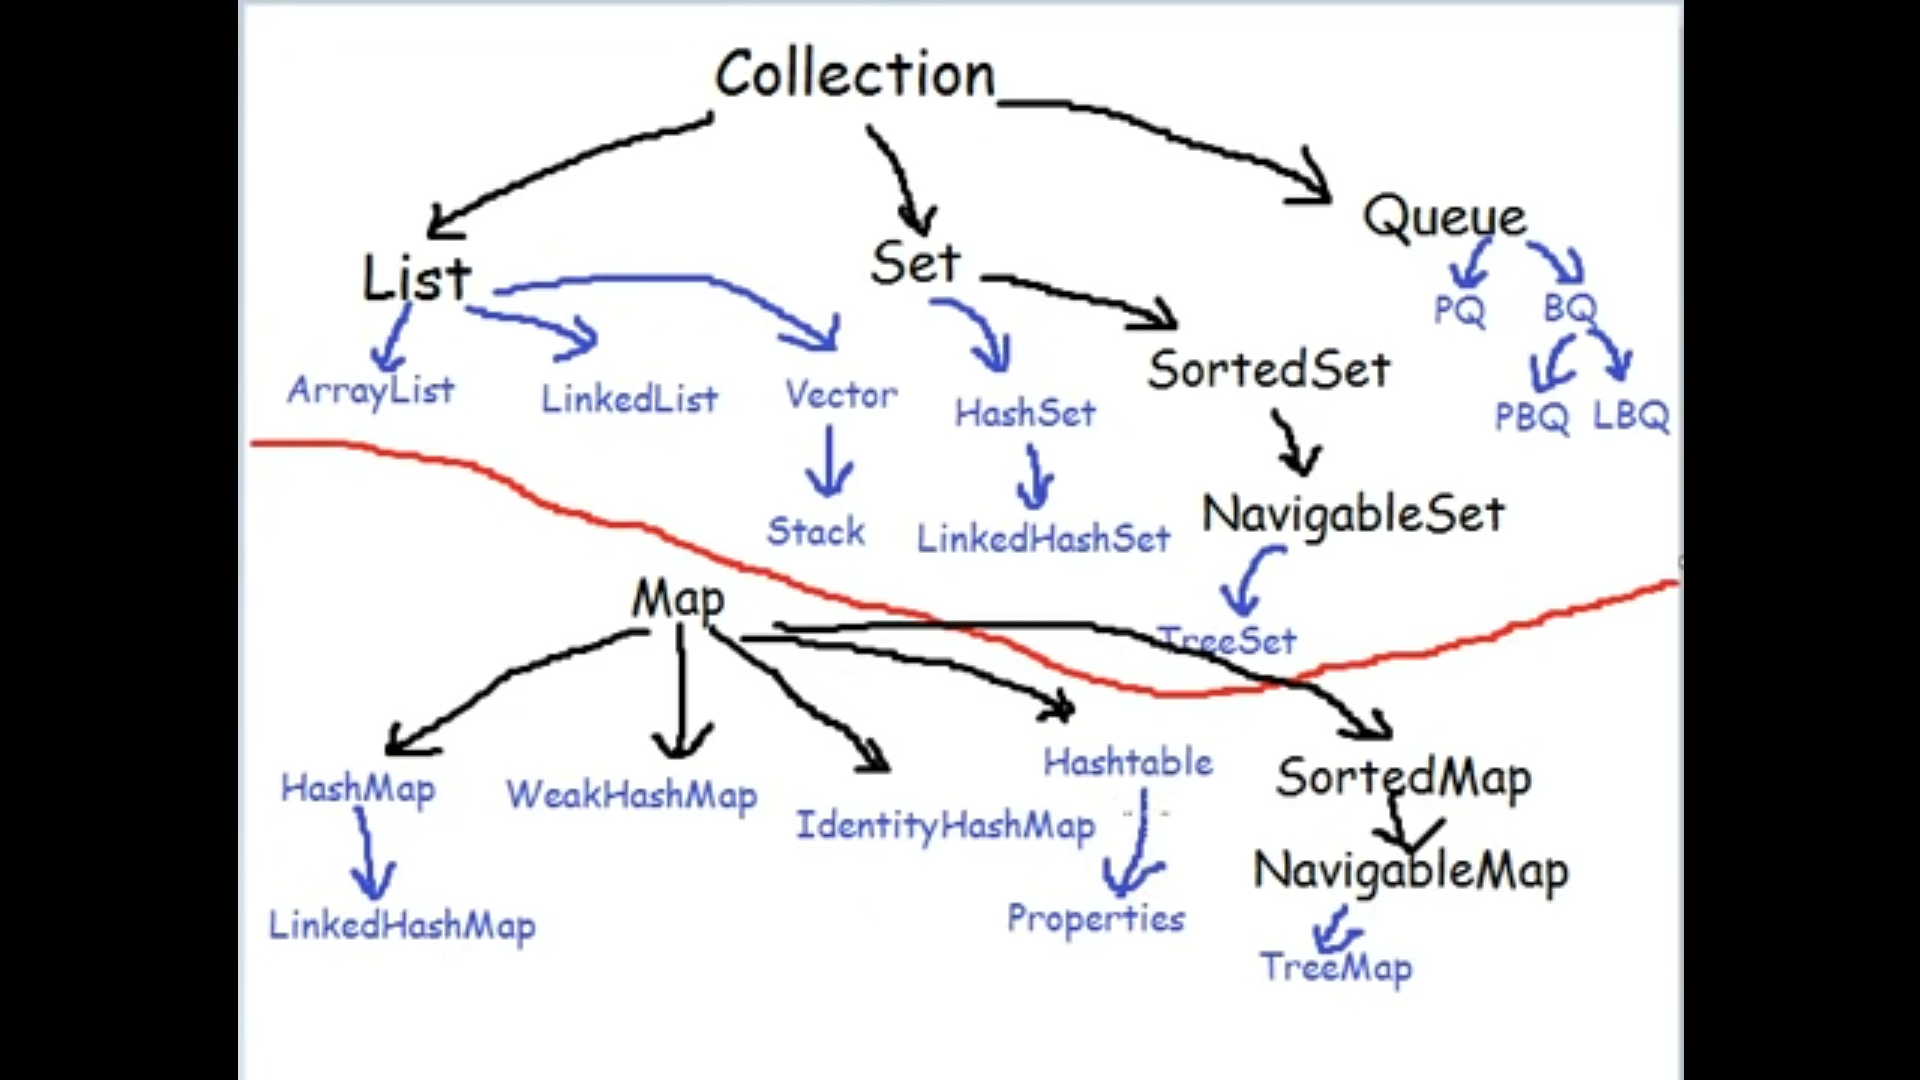 Collection
List
Set
Queue
ArrayList
LinkedList
Vector
HashSet
SortedSet
PQ
BQ
PBQ
LBQ
Stack
LinkedHashSet
NavigableSet
TreeSet
Map
HashMap
WeakHashMap
IdentityHashMap
Hashtable
SortedMap
LinkedHashMap
Properties
NavigableMap
TreeMap